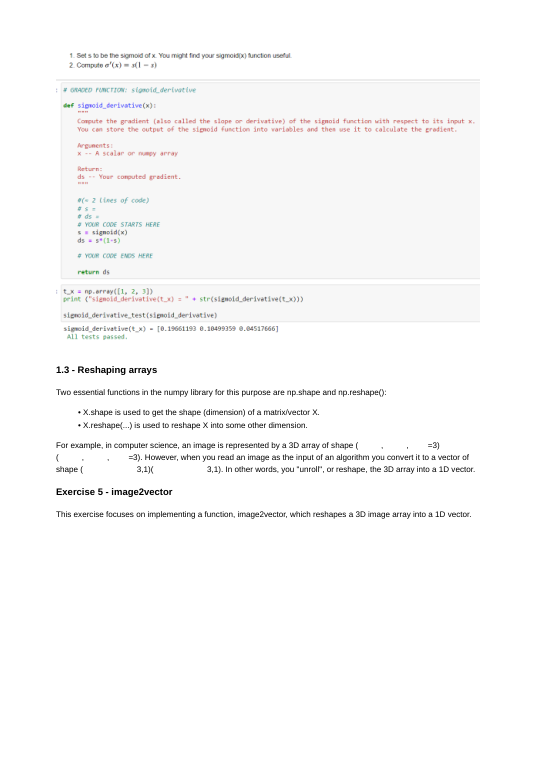 1. Set s to be the sigmoid of x. You might find your sigmoid(x) function useful.
2. Compute σ′(x) = s(1 − s)
# GRADED FUNCTION: sigmoid_derivative
def sigmoid_derivative(x):
"""
Compute the gradient (also called the slope or derivative) of the sigmoid function with respect to its input x.
You can store the output of the sigmoid function into variables and then use it to calculate the gradient.
Arguments:
x -- A scalar or numpy array
Return:
ds -- Your computed gradient.
"""
#(≈ 2 lines of code)
# s =
# ds =
# YOUR CODE STARTS HERE
s = sigmoid(x)
ds = s*(1-s)
# YOUR CODE ENDS HERE
return ds
t_x = np.array([1, 2, 3])
print ("sigmoid_derivative(t_x) = " + str(sigmoid_derivative(t_x)))
sigmoid_derivative_test(sigmoid_derivative)
sigmoid_derivative(t_x) = [0.19661193 0.10499359 0.04517666]
All tests passed.
1.3 - Reshaping arrays
Two essential functions in the numpy library for this purpose are np.shape and np.reshape():
• X.shape is used to get the shape (dimension) of a matrix/vector X.
• X.reshape(...) is used to reshape X into some other dimension.
For example, in computer science, an image is represented by a 3D array of shape ( , , =3)
( , , =3). However, when you read an image as the input of an algorithm you convert it to a vector of
shape ( 3,1)( 3,1). In other words, you "unroll", or reshape, the 3D array into a 1D vector.
Exercise 5 - image2vector
This exercise focuses on implementing a function, image2vector, which reshapes a 3D image array into a 1D vector.